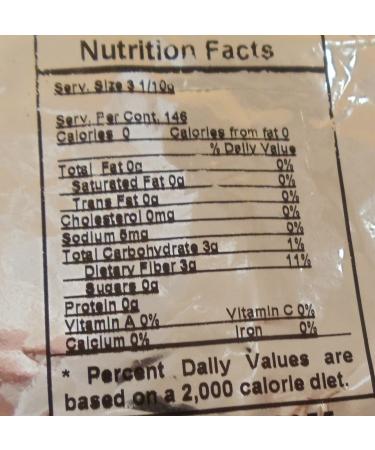 Nutrition Facts
Serv. Size 3 1/10g
Serv. Per Cont. 146
Calories 0 Calories from fat 0
% Daily Value
Total Fat 0g 0%
Saturated Fat 0g 0%
Trans Fat 0g 0%
Cholesterol 0mg 0%
Sodium 5mg 0%
Total Carbohydrate 3g 1%
Dietary Fiber 3g 11%
Sugars 0g
Protein 0g
Vitamin A 0% Vitamin C 0%
Calcium 0% Iron 0%
* Percent Daily Values are
based on a 2,000 calorie diet.